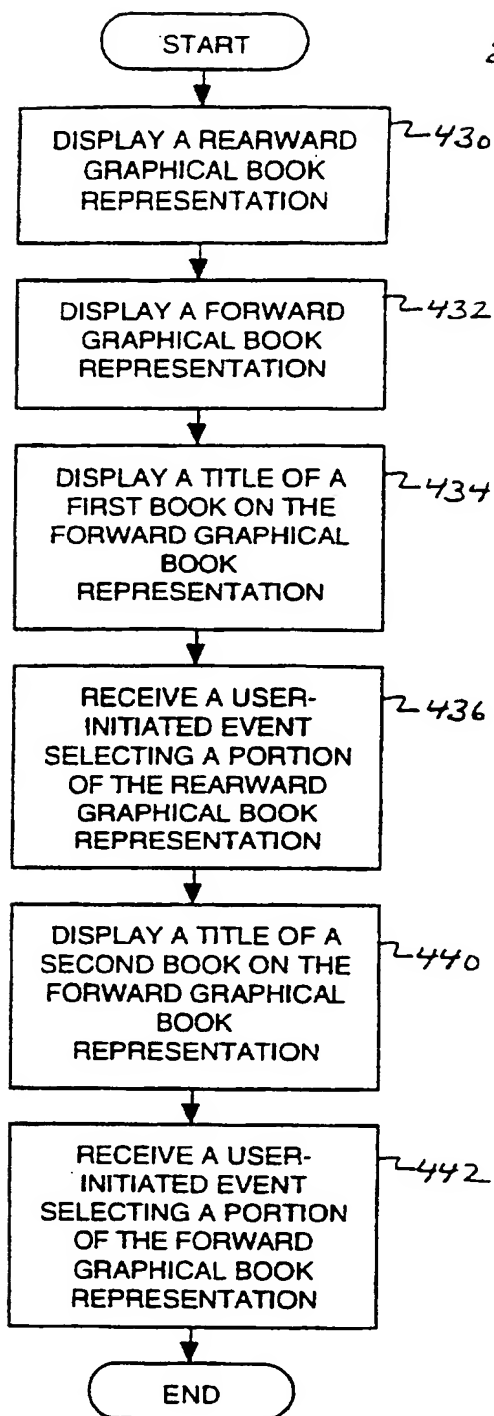 START
DISPLAY A REARWARD
GRAPHICAL BOOK
REPRESENTATION
430
DISPLAY A FORWARD
GRAPHICAL BOOK
REPRESENTATION
432
DISPLAY A TITLE OF A
FIRST BOOK ON THE
FORWARD GRAPHICAL
BOOK
REPRESENTATION
434
RECEIVE A USER-
INITIATED EVENT
SELECTING A PORTION
OF THE REARWARD
GRAPHICAL BOOK
REPRESENTATION
436
DISPLAY A TITLE OF A
SECOND BOOK ON THE
FORWARD GRAPHICAL
BOOK
REPRESENTATION
440
RECEIVE A USER-
INITIATED EVENT
SELECTING A PORTION
OF THE FORWARD
GRAPHICAL BOOK
REPRESENTATION
442
END